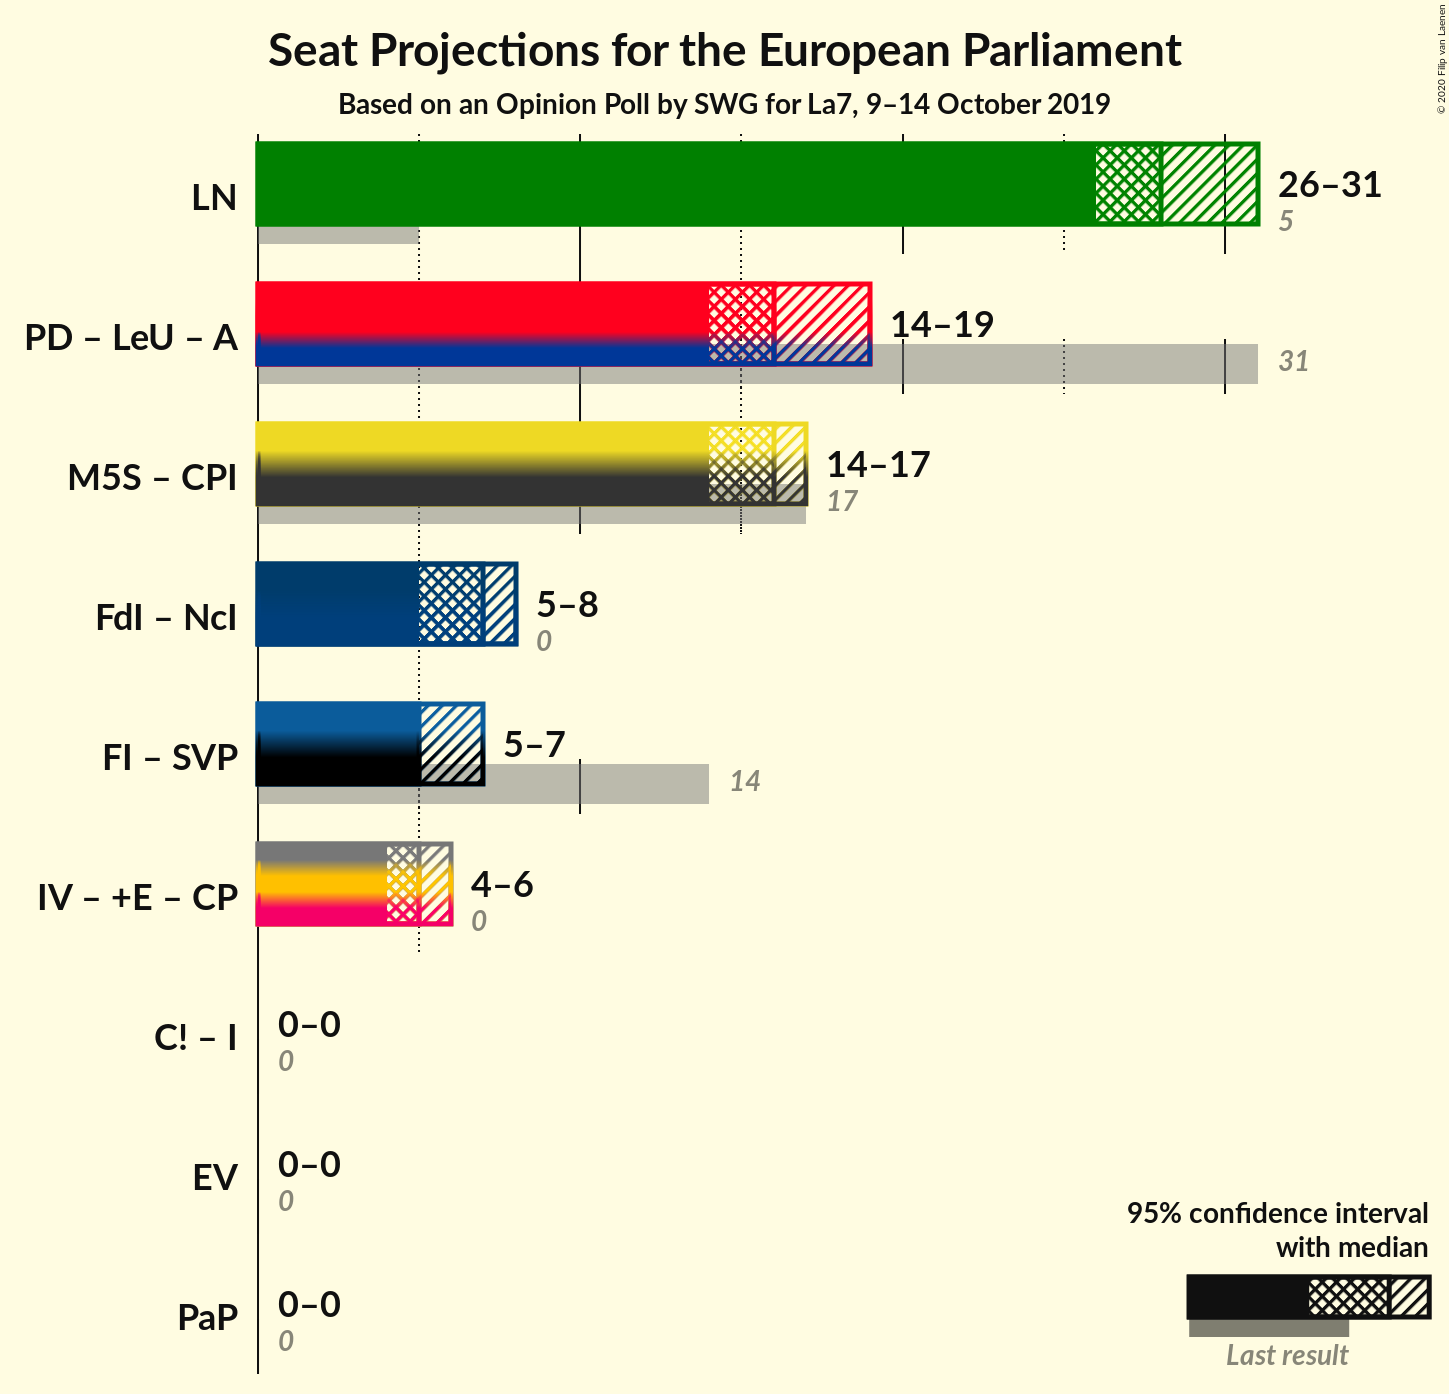 Seat Projections for the European Parliament
Based on an Opinion Poll by SWG for La7, 9–14 October 2019
© 2020 Filip van Laenen
LN
26–31
5
PD – LeU – A
14–19
31
M5S – CPI
14–17
17
FdI – NcI
5–8
0
FI – SVP
5–7
14
IV – +E – CP
4–6
0
C! – I
0–0
0
EV
0–0
0
PaP
0–0
0
95% confidence interval
with median
Last result